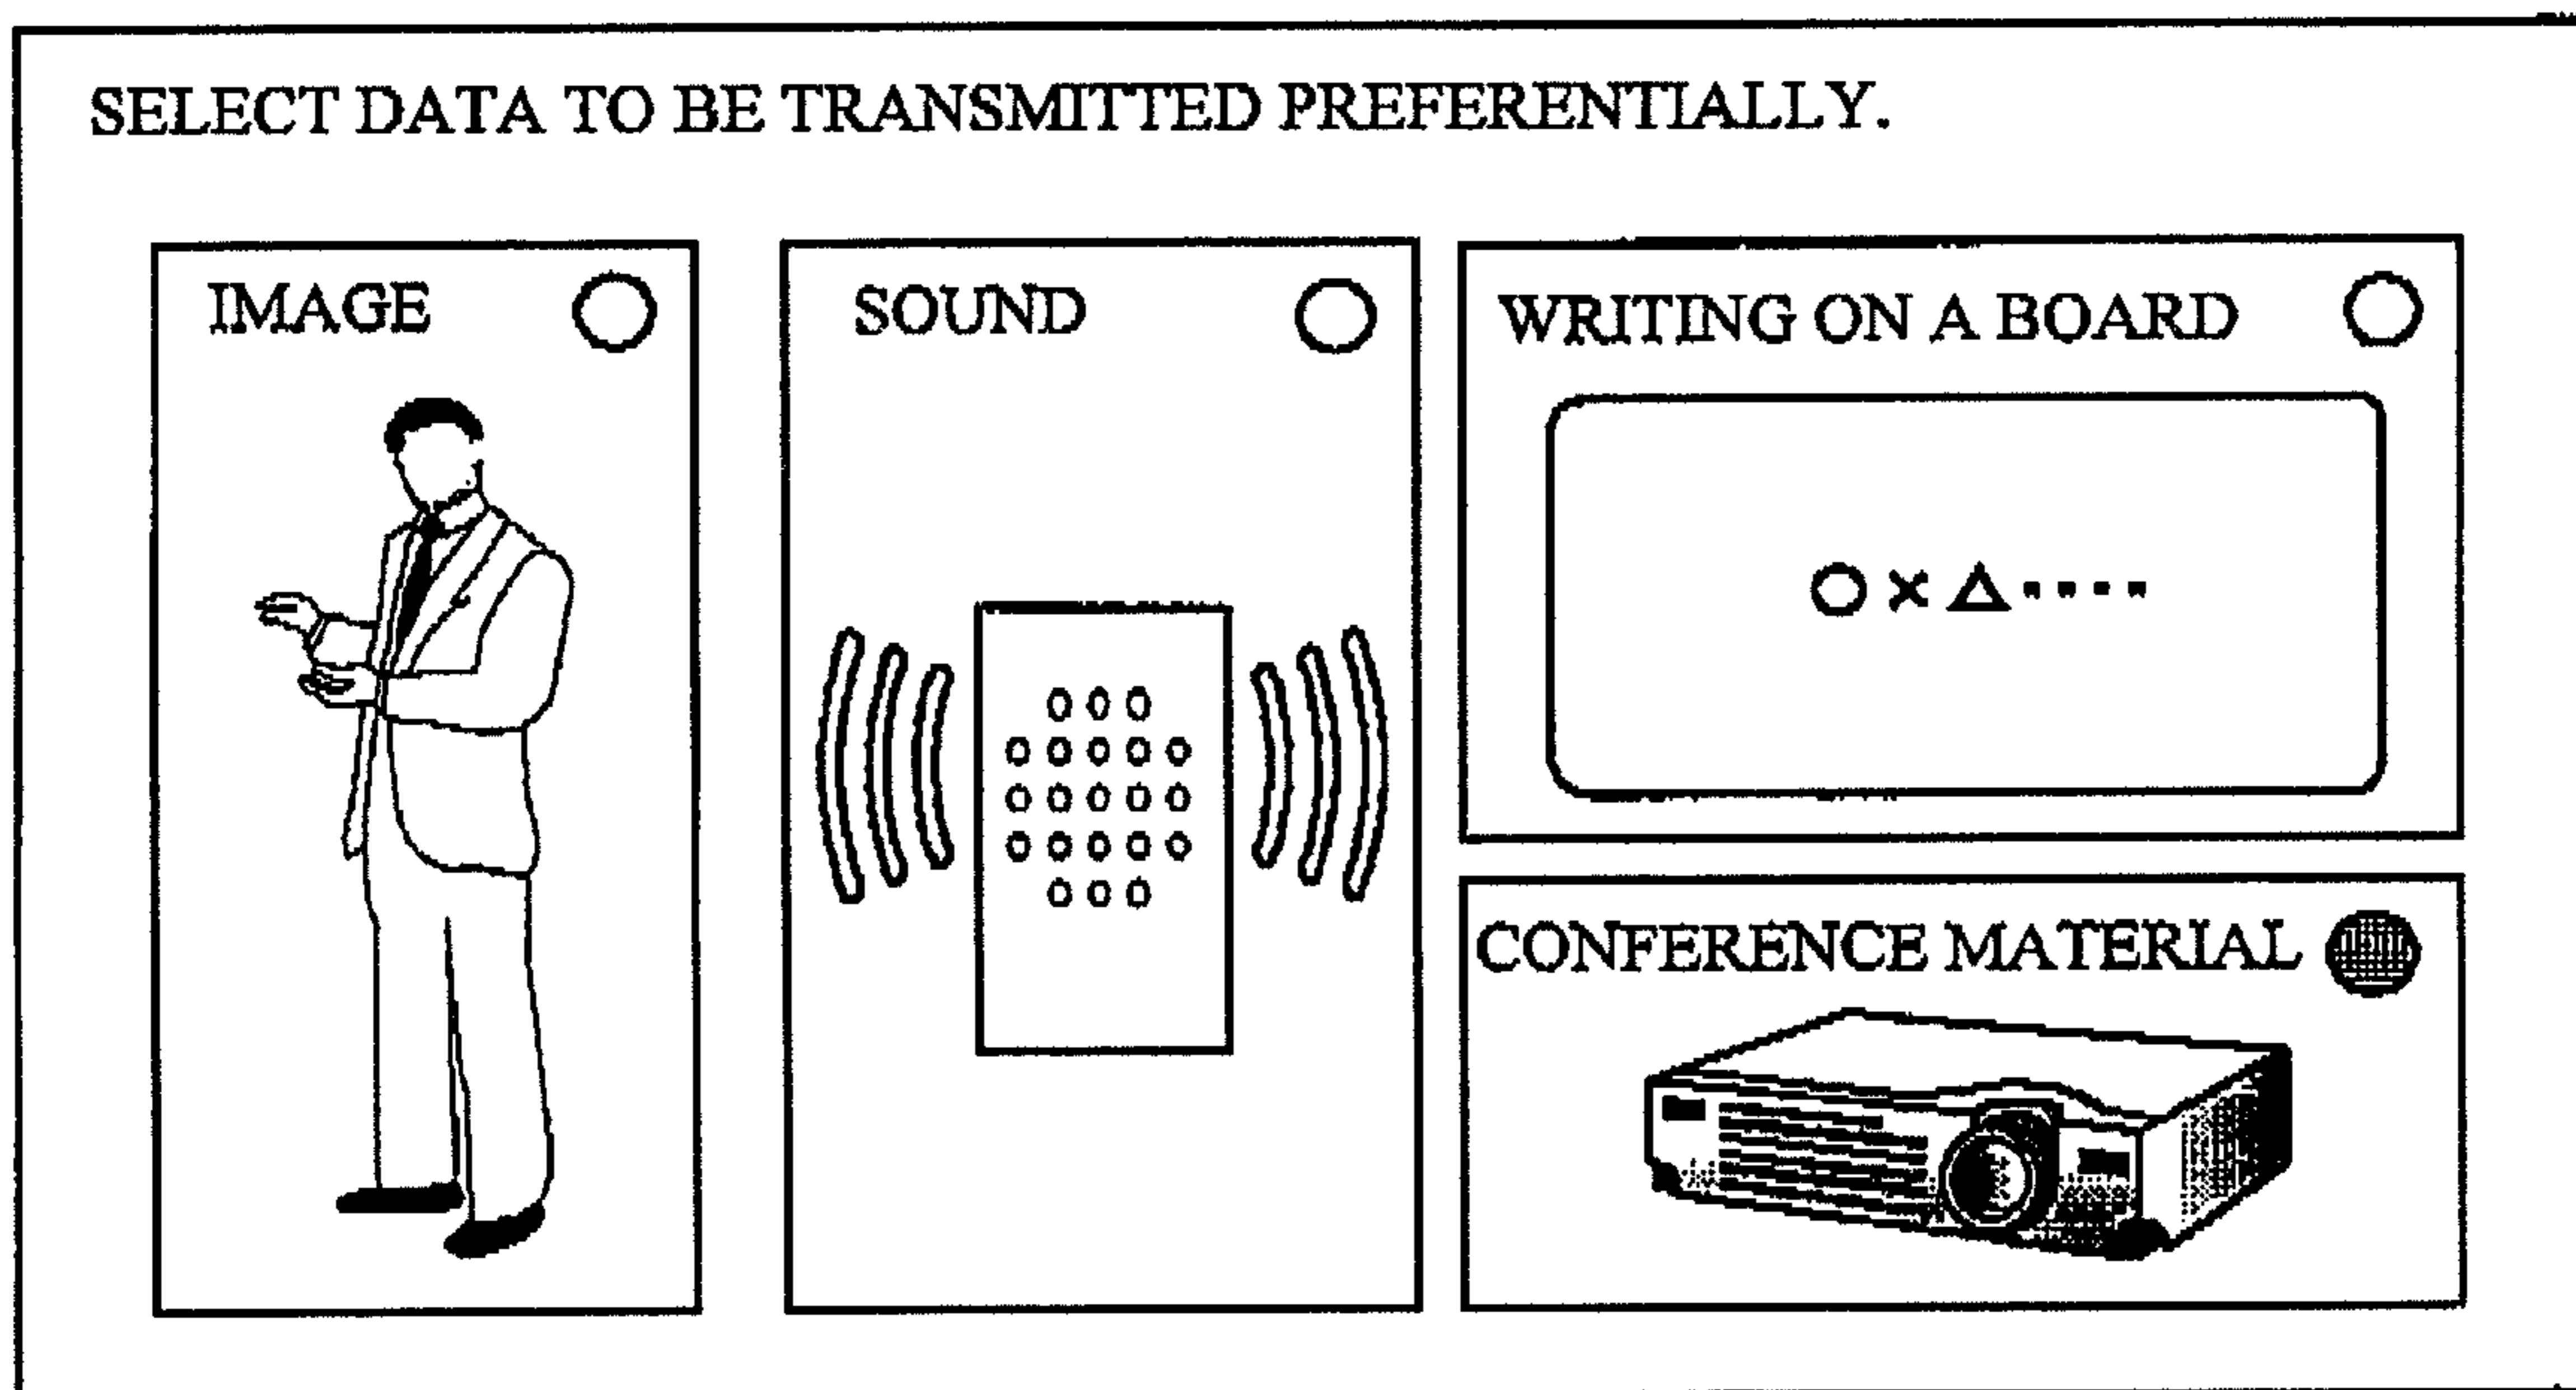 SELECT DATA TO BE TRANSMITTED PREFERENTIALLY.
IMAGE
SOUND
WRITING ON A BOARD
○×△････
CONFERENCE MATERIAL